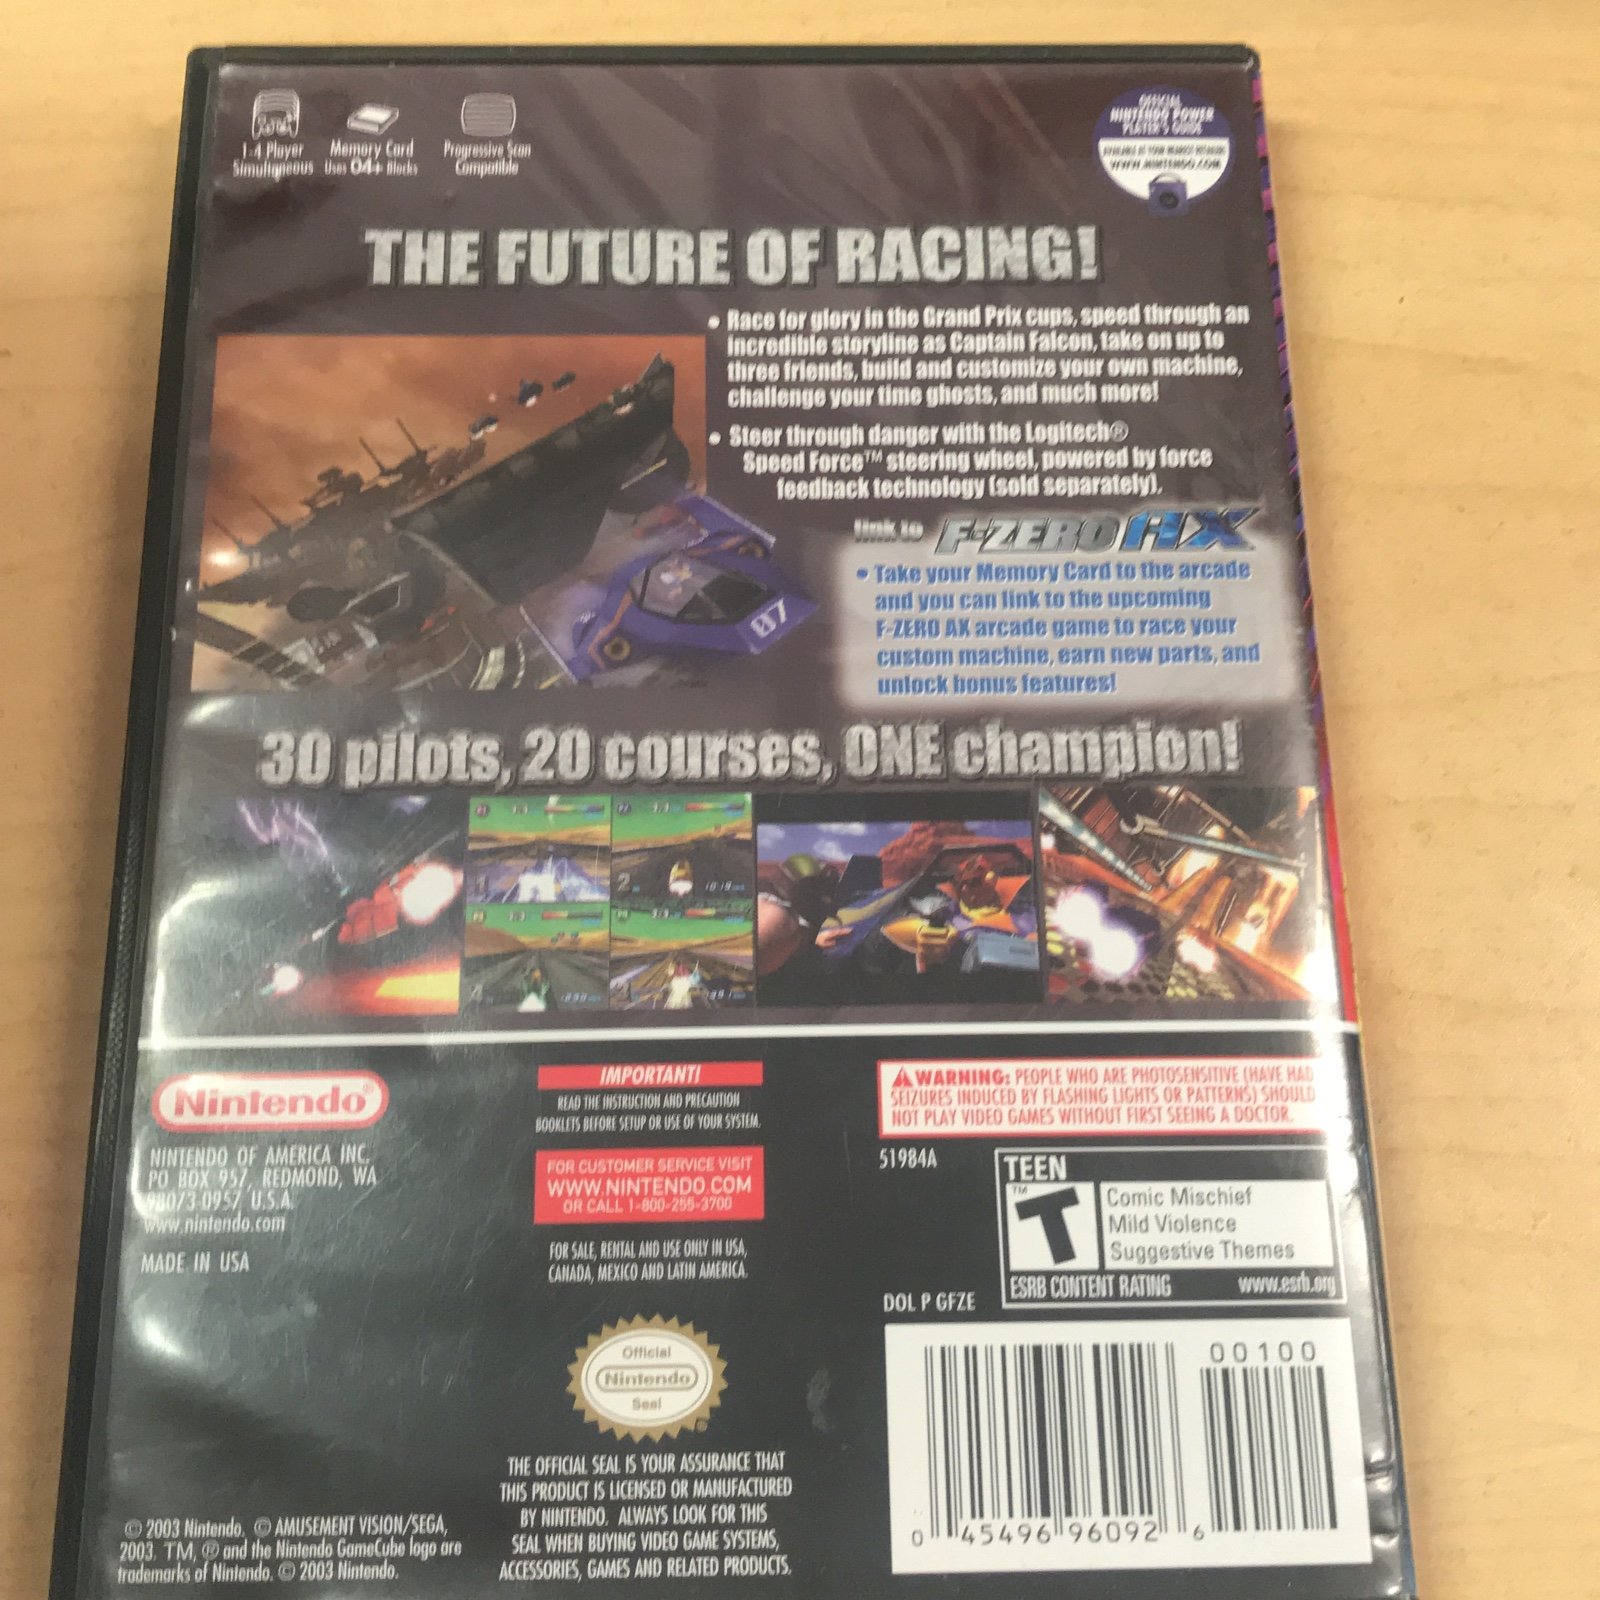 1-4 Player
Simultaneous
Memory Card
Uses 04+ Blocks
Progressive Scan
Compatible
OFFICIAL
NINTENDO POWER
PLAYER'S GUIDE
AVAILABLE AT YOUR NEAREST RETAILER
WWW.NINTENDO.COM
THE FUTURE OF RACING!
• Race for glory in the Grand Prix cups, speed through an
incredible storyline as Captain Falcon, take on up to
three friends, build and customize your own machine,
challenge your time ghosts, and much more!
• Steer through danger with the Logitech®
Speed Force™ steering wheel, powered by force
feedback technology (sold separately).
07
link to F-ZERO AX
• Take your Memory Card to the arcade
and you can link to the upcoming
F-ZERO AX arcade game to race your
custom machine, earn new parts, and
unlock bonus features!
30 pilots, 20 courses, ONE champion!
Nintendo®
NINTENDO OF AMERICA INC.
PO BOX 957, REDMOND, WA
98073-0957 U.S.A.
www.nintendo.com
MADE IN USA
IMPORTANT!
READ THE INSTRUCTION AND PRECAUTION
BOOKLETS BEFORE SETUP OR USE OF YOUR SYSTEM.
FOR CUSTOMER SERVICE VISIT
WWW.NINTENDO.COM
OR CALL 1-800-255-3700
FOR SALE, RENTAL AND USE ONLY IN USA,
CANADA, MEXICO AND LATIN AMERICA.
WARNING: PEOPLE WHO ARE PHOTOSENSITIVE (HAVE HAD
SEIZURES INDUCED BY FLASHING LIGHTS OR PATTERNS) SHOULD
NOT PLAY VIDEO GAMES WITHOUT FIRST SEEING A DOCTOR.
51984A
TEEN
T™
Comic Mischief
Mild Violence
Suggestive Themes
ESRB CONTENT RATING www.esrb.org
DOL P GFZE
Official
Nintendo
Seal
®
THE OFFICIAL SEAL IS YOUR ASSURANCE THAT
THIS PRODUCT IS LICENSED OR MANUFACTURED
BY NINTENDO. ALWAYS LOOK FOR THIS
SEAL WHEN BUYING VIDEO GAME SYSTEMS,
ACCESSORIES, GAMES AND RELATED PRODUCTS.
© 2003 Nintendo. © AMUSEMENT VISION/SEGA,
2003. TM, ® and the Nintendo GameCube logo are
trademarks of Nintendo. © 2003 Nintendo.
00100
0 45496 96092 6